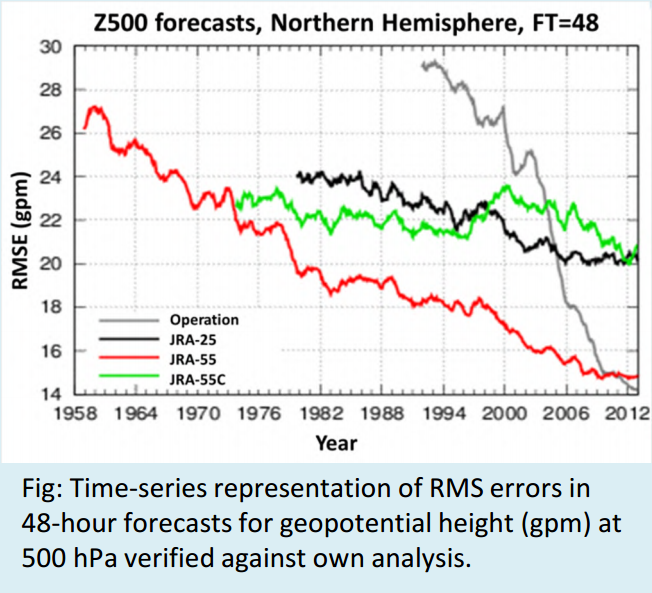 Z500 forecasts, Northern Hemisphere, FT=48
30
28
26
24
22
20
18
16
14
RMSE (gpm)
Operation
JRA-25
JRA-55
JRA-55C
1958 1964 1970 1976 1982 1988 1994 2000 2006 2012
Year
Fig: Time-series representation of RMS errors in
48-hour forecasts for geopotential height (gpm) at
500 hPa verified against own analysis.